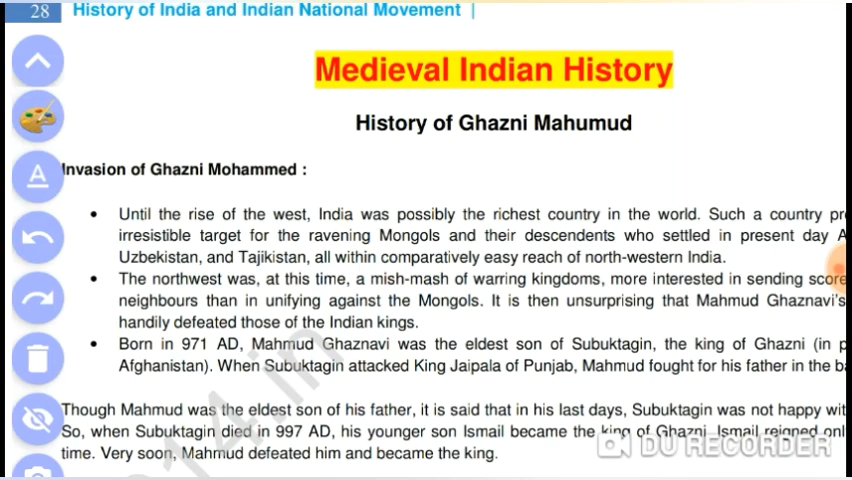 28 History of India and Indian National Movement |
Medieval Indian History
History of Ghazni Mahumud
Invasion of Ghazni Mohammed :
• Until the rise of the west, India was possibly the richest country in the world. Such a country
irresistible target for the ravening Mongols and their descendents who settled in present day
Uzbekistan, and Tajikistan, all within comparatively easy reach of north-western India.
• The northwest was, at this time, a mish-mash of warring kingdoms, more interested in sending
neighbours than in unifying against the Mongols. It is then unsurprising that Mahmud Ghaznavi's
handily defeated those of the Indian kings.
• Born in 971 AD, Mahmud Ghaznavi was the eldest son of Subuktagin, the king of Ghazni (in
Afghanistan). When Subuktagin attacked King Jaipala of Punjab, Mahmud fought for his father in the
Though Mahmud was the eldest son of his father, it is said that in his last days, Subuktagin was not happy
So, when Subuktagin died in 997 AD, his younger son Ismail became the king of Ghazni. Ismail reigned
time. Very soon, Mahmud defeated him and became the king.
DU RECORDER
14.in
A